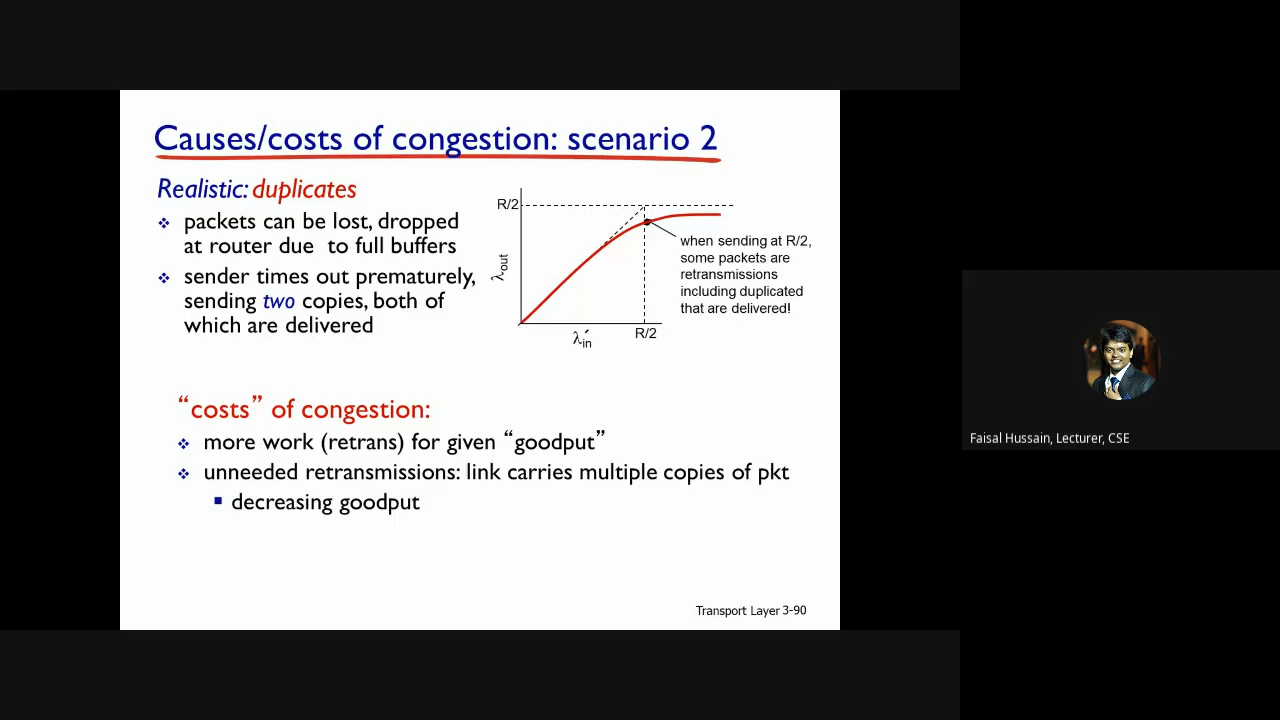 Causes/costs of congestion: scenario 2
Realistic: duplicates
packets can be lost, dropped
at router due to full buffers
sender times out prematurely,
sending two copies, both of
which are delivered
R/2
λout
λ′in
R/2
when sending at R/2,
some packets are
retransmissions
including duplicated
that are delivered!
“costs” of congestion:
more work (retrans) for given “goodput”
unneeded retransmissions: link carries multiple copies of pkt
decreasing goodput
Transport Layer 3-90
Faisal Hussain, Lecturer, CSE